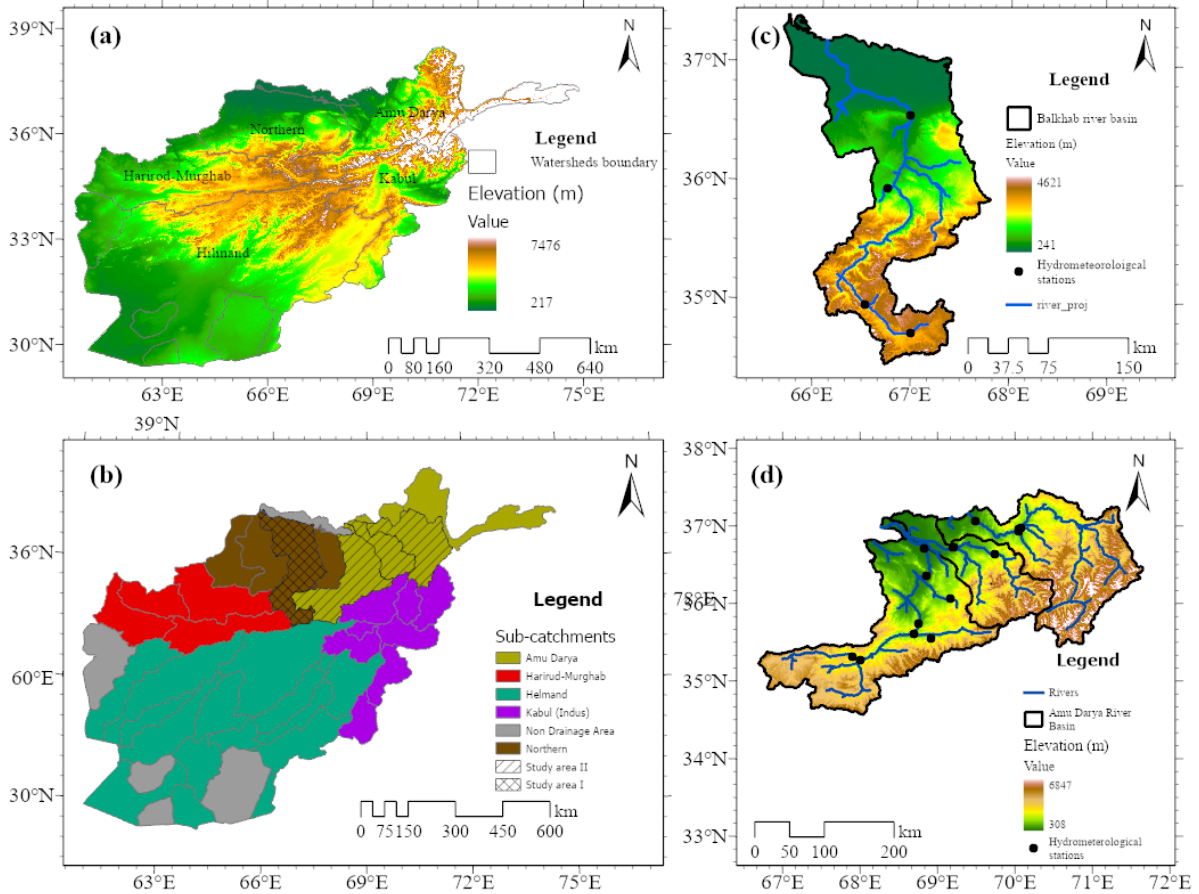 39°N
36°N
33°N
30°N
(a)
N
Amu Darya
Northern
Harirod-Murghab
Kabul
Hilmand
Legend
Watersheds boundary
Elevation (m)
Value
7476
217
km
0 80 160 320 480 640
63°E 66°E 69°E 72°E 75°E
37°N
36°N
35°N
(c)
N
Legend
Balkhab river basin
Elevation (m)
Value
4621
241
Hydrometeoroloigcal
stations
river_proj
km
0 37.5 75 150
66°E 67°E 68°E 69°E
39°N
36°N
60°E
30°N
(b)
N
Legend
Sub-catchments
Amu Darya
Harirud-Murghab
Helmand
Kabul (Indus)
Non Drainage Area
Northern
Study area II
Study area I
km
0 75 150 300 450 600
63°E 66°E 69°E 72°E 75°E
38°N
37°N
36°N
35°N
34°N
33°N
(d)
N
Legend
Rivers
Amu Darya River
Basin
Elevation (m)
Value
6847
308
Hydrometerological
stations
km
0 50 100 200
67°E 68°E 69°E 70°E 71°E 72°E